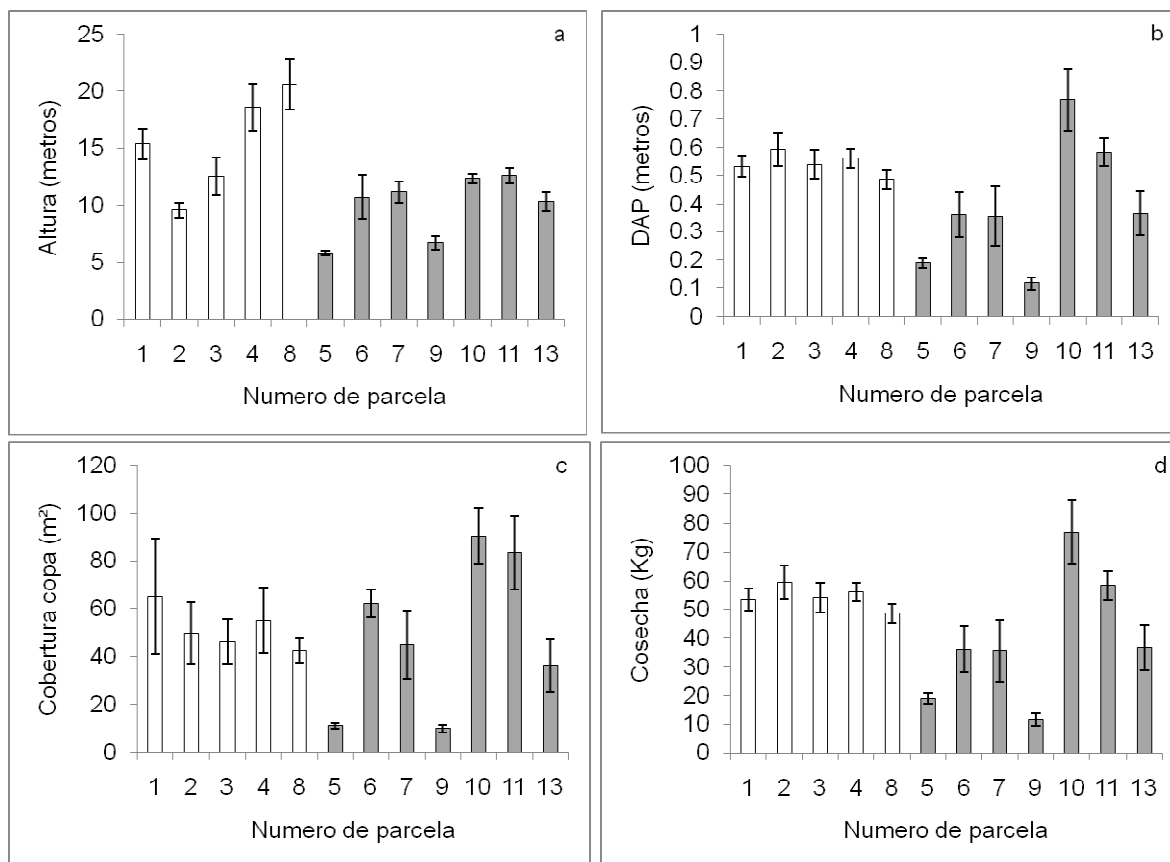 a
Altura (metros)
25
20
15
10
5
0
1 2 3 4 8 5 6 7 9 10 11 13
Numero de parcela
b
DAP (metros)
1
0.9
0.8
0.7
0.6
0.5
0.4
0.3
0.2
0.1
0
1 2 3 4 8 5 6 7 9 10 11 13
Numero de parcela
c
Cobertura copa (m²)
120
100
80
60
40
20
0
1 2 3 4 8 5 6 7 9 10 11 13
Numero de parcela
d
Cosecha (Kg)
100
90
80
70
60
50
40
30
20
10
0
1 2 3 4 8 5 6 7 9 10 11 13
Numero de parcela